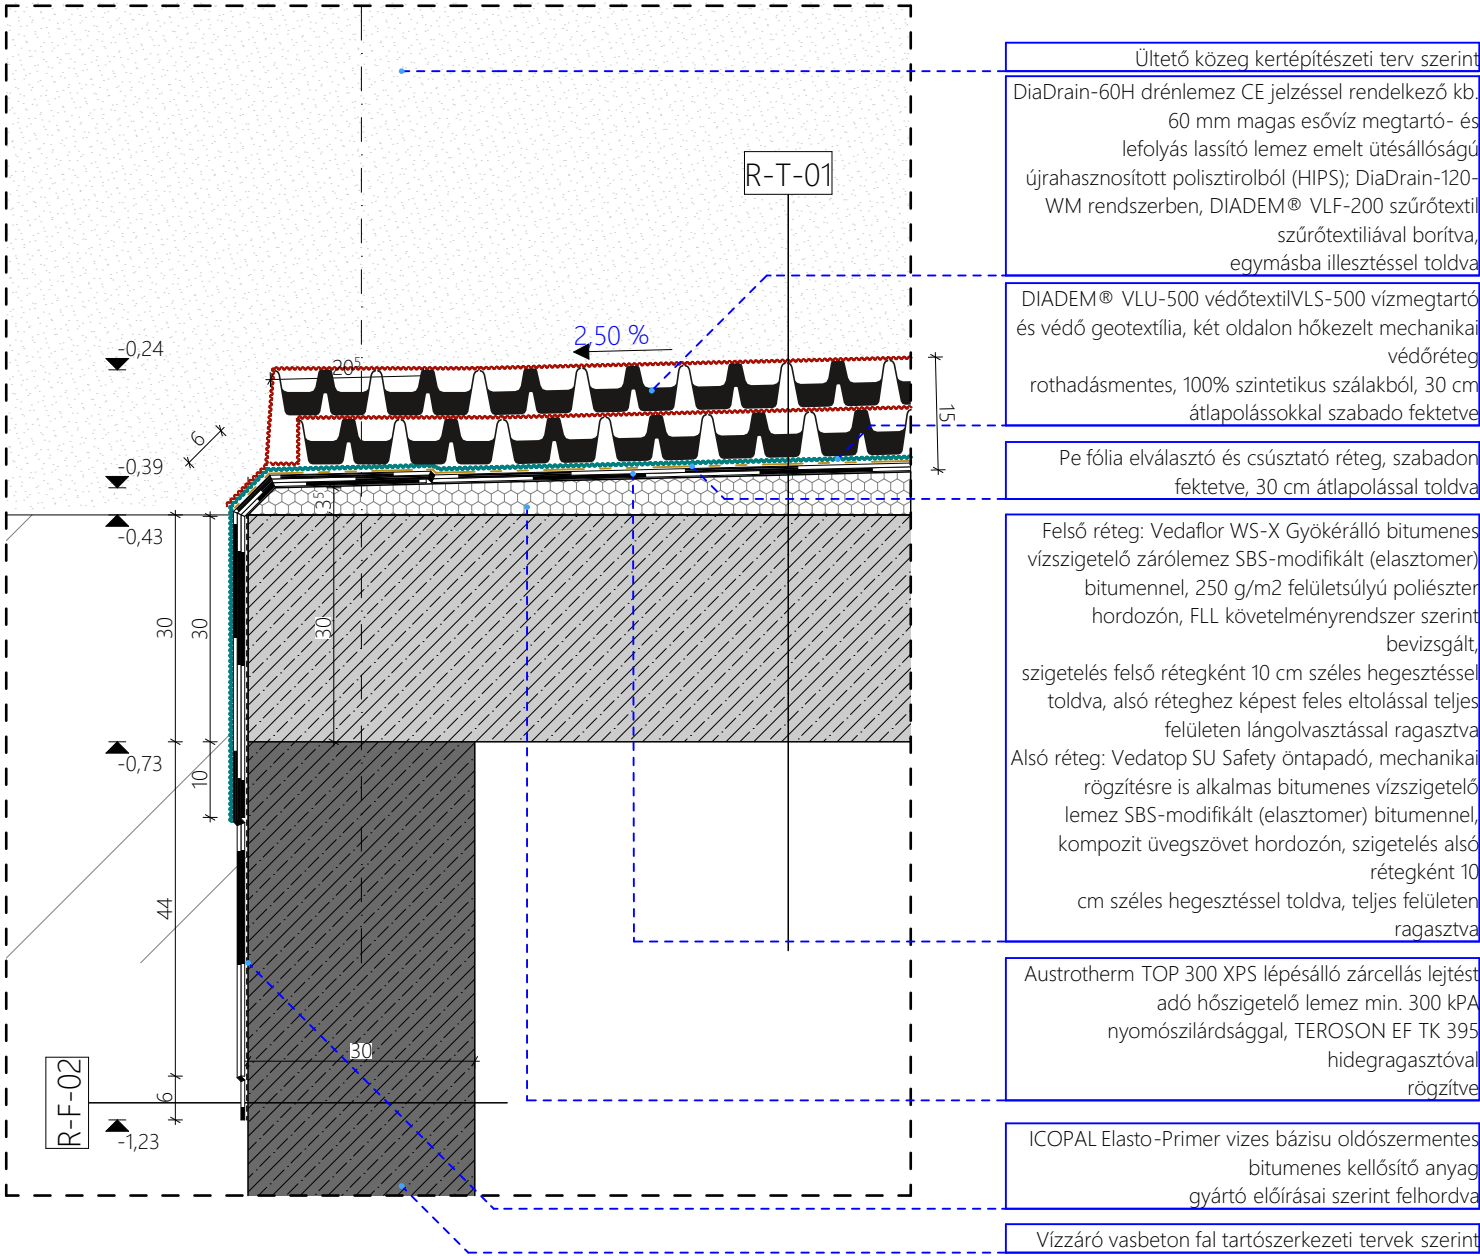 Ültető közeg kertépítészeti terv szerint
DiaDrain-60H drénlemez CE jelzéssel rendelkező kb.
60 mm magas esővíz megtartó- és
lefolyás lassító lemez emelt ütésállóságú
újrahasznosított polisztirolból (HIPS); DiaDrain-120-
WM rendszerben, DIADEM® VLF-200 szűrőtextil
szűrőtextiliával borítva,
egymásba illesztéssel toldva
DIADEM® VLU-500 védőtextilVLS-500 vízmegtartó
és védő geotextília, két oldalon hőkezelt mechanikai
védőréteg
rothadásmentes, 100% szintetikus szálakból, 30 cm
átlapolássokkal szabado fektetve
Pe fólia elválasztó és csúsztató réteg, szabadon
fektetve, 30 cm átlapolással toldva
Felső réteg: Vedaflor WS-X Gyökérálló bitumenes
vízszigetelő zárólemez SBS-modifikált (elasztomer)
bitumennel, 250 g/m2 felületsúlyú poliészter
hordozón, FLL követelményrendszer szerint
bevizsgált,
szigetelés felső rétegként 10 cm széles hegesztéssel
toldva, alsó réteghez képest feles eltolással teljes
felületen lángolvasztással ragasztva
Alsó réteg: Vedatop SU Safety öntapadó, mechanikai
rögzítésre is alkalmas bitumenes vízszigetelő
lemez SBS-modifikált (elasztomer) bitumennel,
kompozit üvegszövet hordozón, szigetelés alsó
rétegként 10
cm széles hegesztéssel toldva, teljes felületen
ragasztva
Austrotherm TOP 300 XPS lépésálló zárcellás lejtést
adó hőszigetelő lemez min. 300 kPA
nyomószilárdsággal, TEROSON EF TK 395
hidegragasztóval
rögzítve
ICOPAL Elasto-Primer vizes bázisu oldószermentes
bitumenes kellősítő anyag
gyártó előírásai szerint felhordva
Vízzáró vasbeton fal tartószerkezeti tervek szerint
R-T-01
2,50 %
-0,24
20⁵
15
6
-0,39
3⁵
-0,43
30
30
30
-0,73
10
44
30
6
R-F-02
-1,23